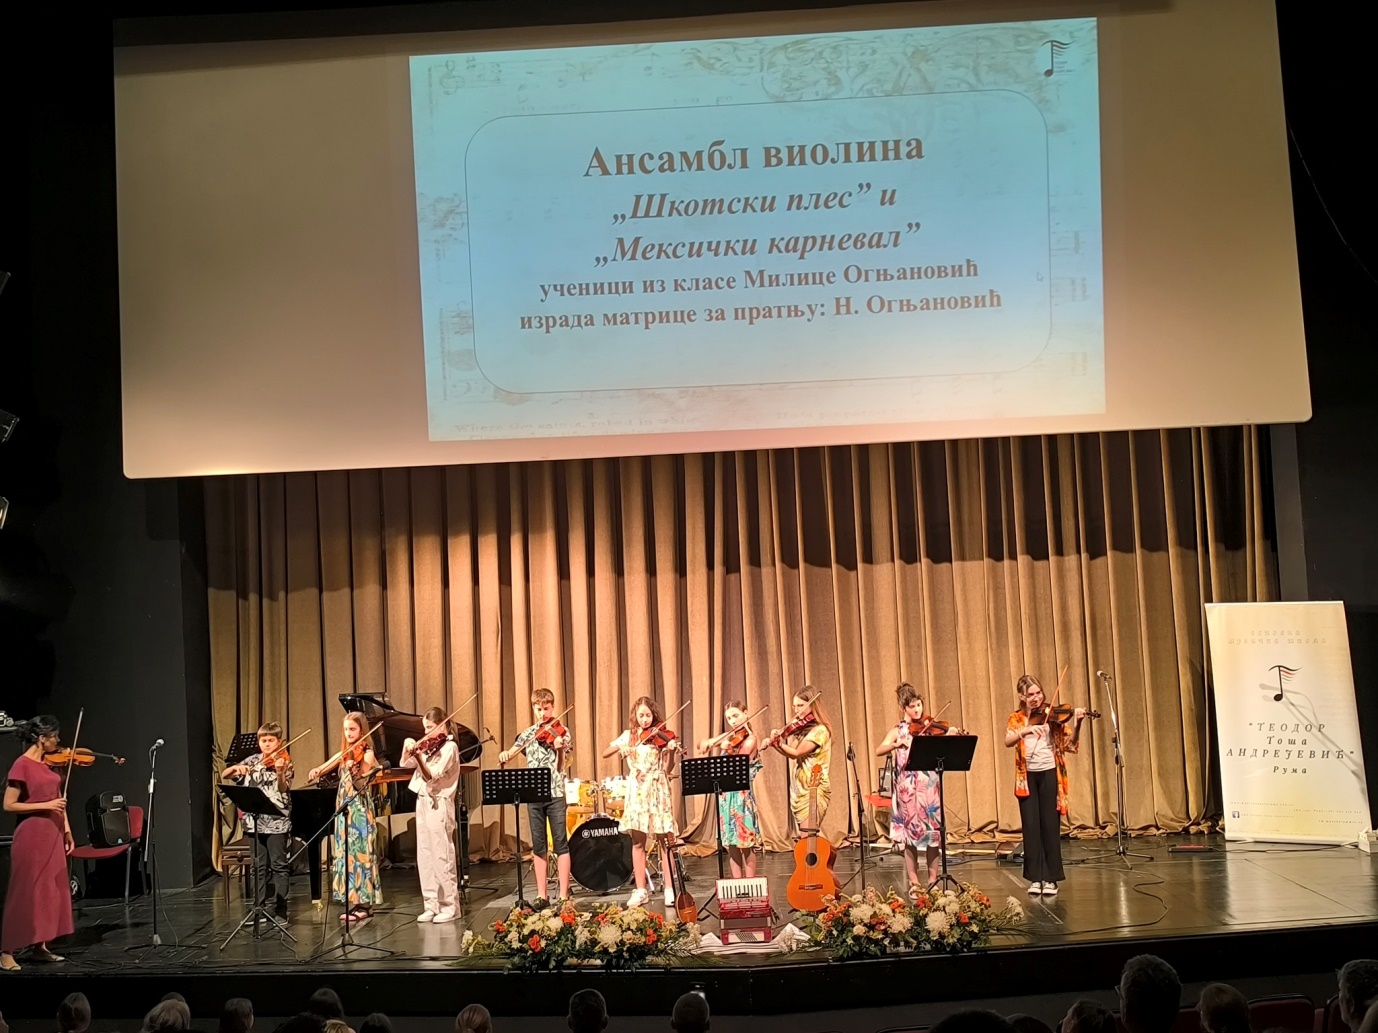 Ансамбл виолина
„Шкотски плес” и
„Мексички карневал”
ученици из класе Милице Огњановић
израда матрице за пратњу: Н. Огњановић
YAMAHA
"ТЕОДОР
Тоша
АНДРЕЈЕВИЋ"
Рума